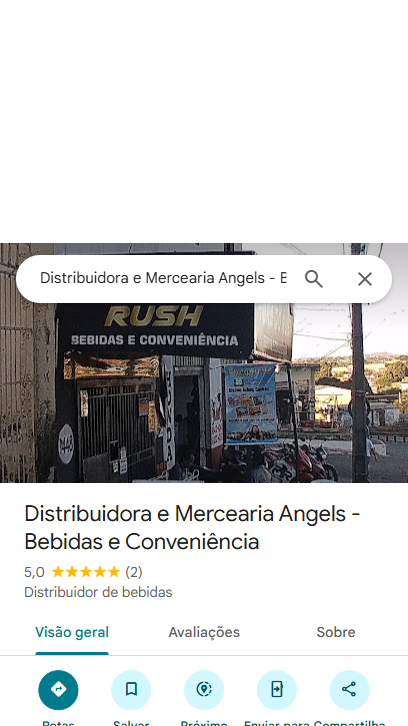 Distribuidora e Mercearia Angels - B
RUSH
BEBIDAS E CONVENIÊNCIA
Distribuidora e Mercearia Angels -
Bebidas e Conveniência
5,0 ★★★★★ (2)
Distribuidor de bebidas
Visão geral
Avaliações
Sobre
Rotas
Salvar
Próximo
Enviar para
Compartilha